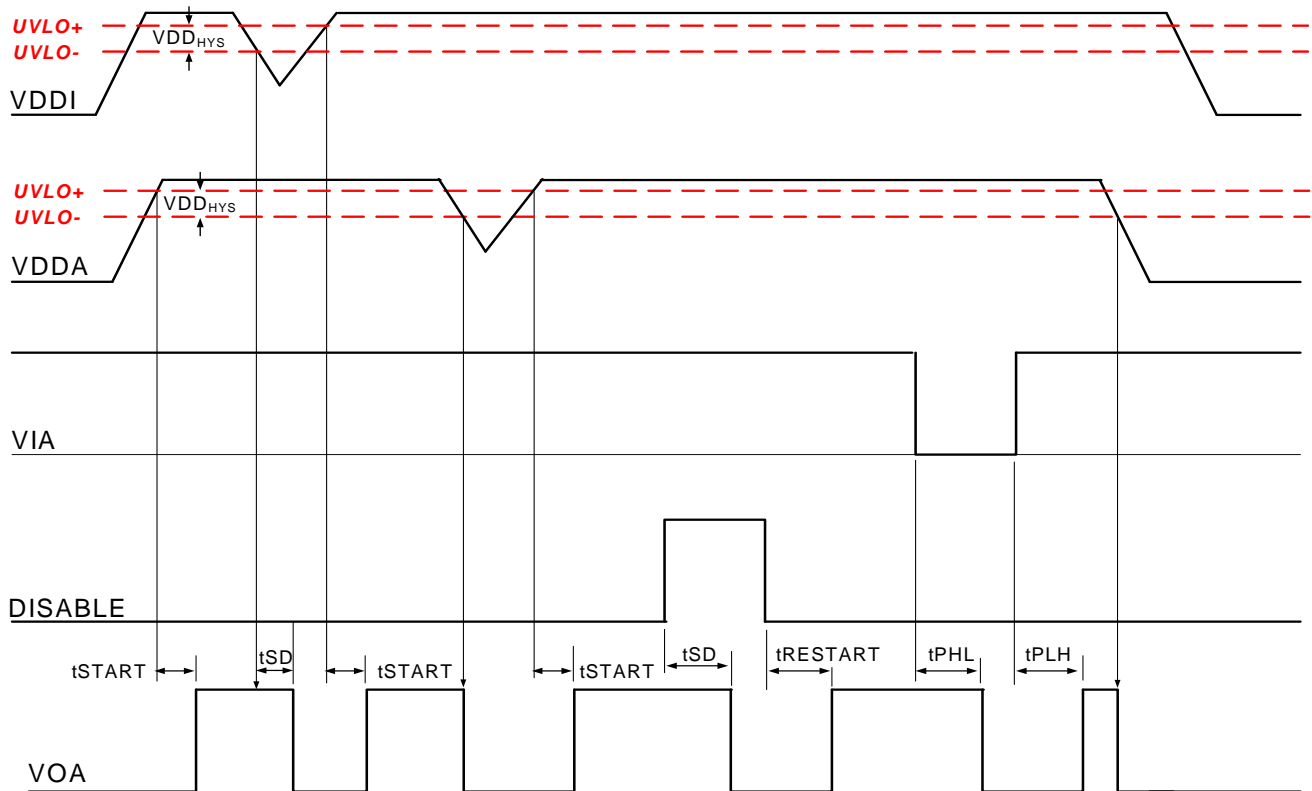 UVLO+
VDDHYS
UVLO-
VDDI
UVLO+
VDDHYS
UVLO-
VDDA
VIA
DISABLE
tSTART
tSD
tSTART
tSTART
tSD
tRESTART
tPHL
tPLH
VOA